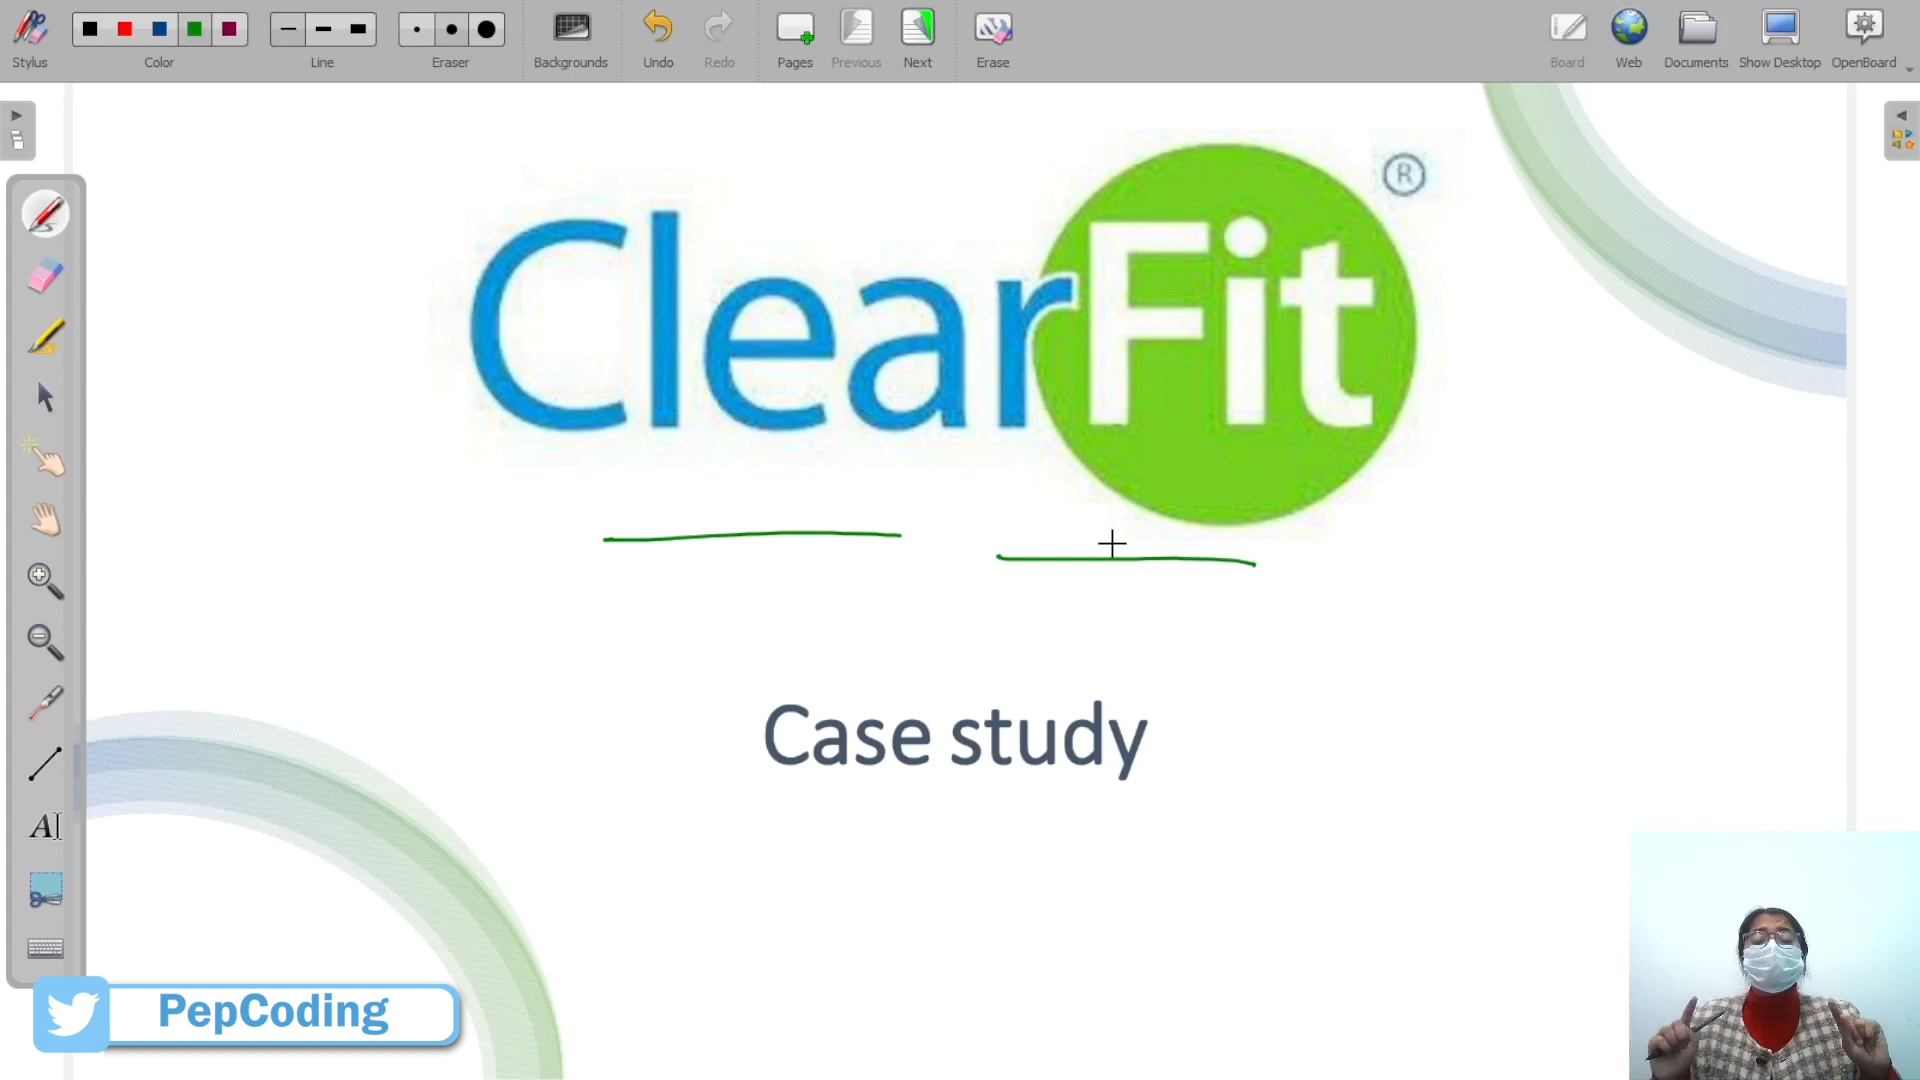 Stylus
Color
Line
Eraser
Backgrounds
Undo
Redo
Pages
Previous
Next
Erase
Board
Web
Documents
Show Desktop
OpenBoard
ClearFit ®
Case study
PepCoding